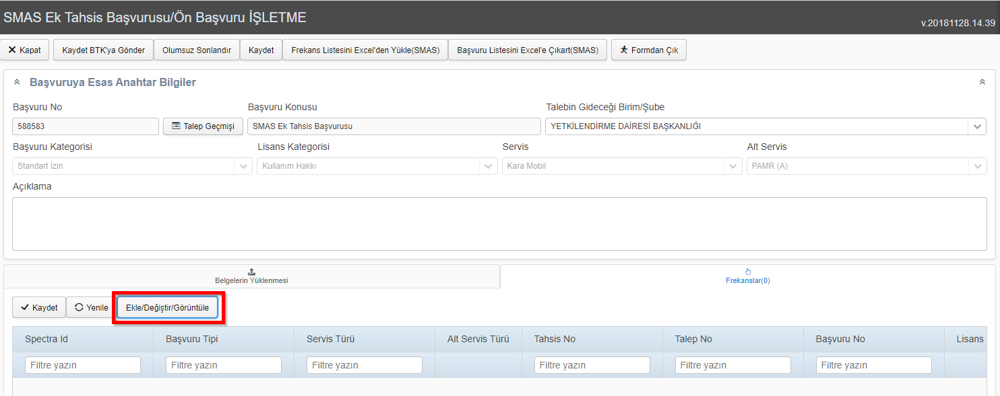 SMAS Ek Tahsis Başvurusu/Ön Başvuru İŞLETME
v.20181128.14.39
Kapat Kaydet BTK'ya Gönder Olumsuz Sonlandır Kaydet Frekans Listesini Excel'den Yükle(SMAS) Başvuru Listesini Excel'e Çıkart(SMAS) Formdan Çık
Başvuruya Esas Anahtar Bilgiler
Başvuru No Başvuru Konusu Talebin Gideceği Birim/Şube
588583 Talep Geçmişi SMAS Ek Tahsis Başvurusu YETKİLENDİRME DAİRESİ BAŞKANLIĞI
Başvuru Kategorisi Lisans Kategorisi Servis Alt Servis
Standart İzin Kullanım Hakkı Kara Mobil PAMR (A)
Açıklama
Belgelerin Yüklenmesi Frekanslar(0)
Kaydet Yenile Ekle/Değiştir/Görüntüle
Spectra Id Başvuru Tipi Servis Türü Alt Servis Türü Tahsis No Talep No Başvuru No Lisans
Filtre yazın Filtre yazın Filtre yazın Filtre yazın Filtre yazın Filtre yazın